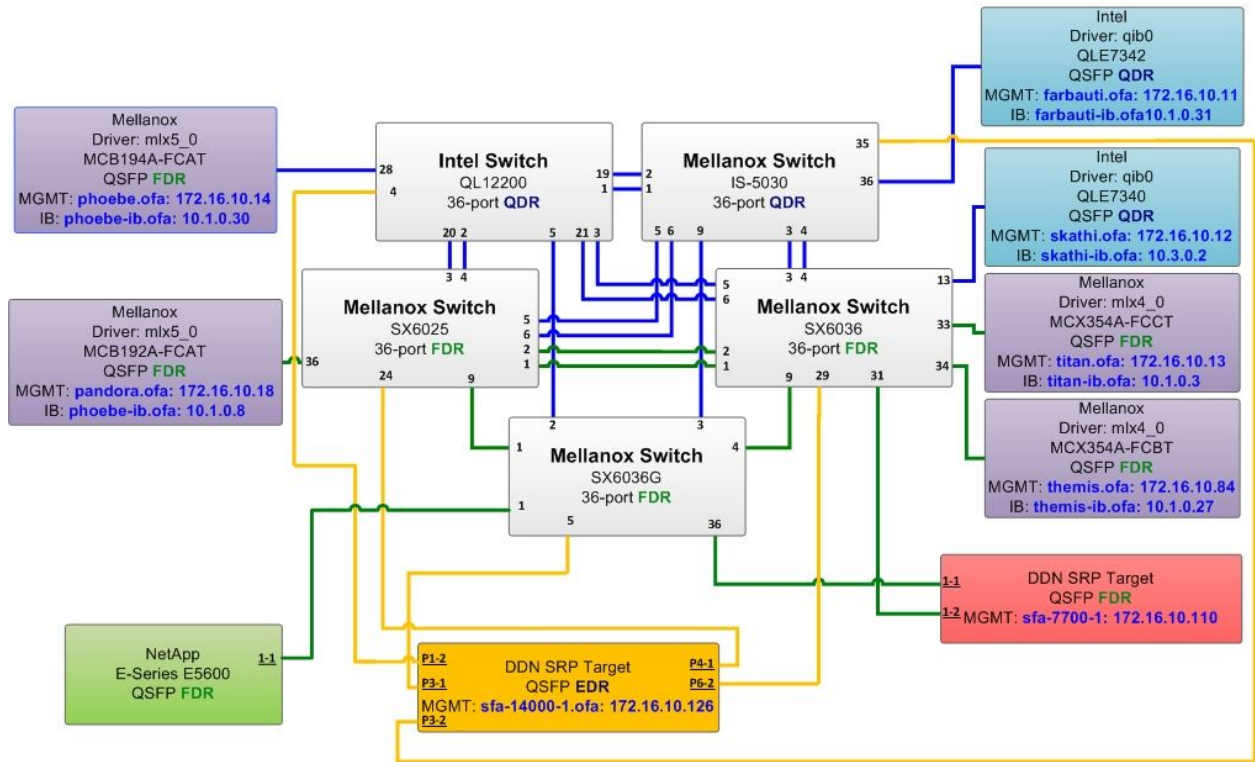 Intel
Driver: qib0
QLE7342
QSFP QDR
MGMT: farbauti.ofa: 172.16.10.11
IB: farbauti-ib.ofa10.1.0.31
Mellanox
Driver: mlx5_0
MCB194A-FCAT
QSFP FDR
MGMT: phoebe.ofa: 172.16.10.14
IB: phoebe-ib.ofa: 10.1.0.30
Intel Switch
QL12200
36-port QDR
28
4
19
1
20
2
5
21
3
Mellanox Switch
IS-5030
36-port QDR
35
36
2
1
5
6
9
3
4
Intel
Driver: qib0
QLE7340
QSFP QDR
MGMT: skathi.ofa: 172.16.10.12
IB: skathi-ib.ofa: 10.3.0.2
Mellanox
Driver: mlx5_0
MCB192A-FCAT
QSFP FDR
MGMT: pandora.ofa: 172.16.10.18
IB: phoebe-ib.ofa: 10.1.0.8
3
4
Mellanox Switch
SX6025
36-port FDR
36
5
6
2
1
24
9
3
4
Mellanox Switch
SX6036
36-port FDR
5
6
2
1
13
33
34
9
29
31
Mellanox
Driver: mlx4_0
MCX354A-FCCT
QSFP FDR
MGMT: titan.ofa: 172.16.10.13
IB: titan-ib.ofa: 10.1.0.3
Mellanox
Driver: mlx4_0
MCX354A-FCBT
QSFP FDR
MGMT: themis.ofa: 172.16.10.84
IB: themis-ib.ofa: 10.1.0.27
2
3
1
4
Mellanox Switch
SX6036G
36-port FDR
1
5
36
1-1
1-2
DDN SRP Target
QSFP FDR
MGMT: sfa-7700-1: 172.16.10.110
NetApp
E-Series E5600
QSFP FDR
1-1
P1-2
P3-1
P3-2
DDN SRP Target
QSFP EDR
MGMT: sfa-14000-1.ofa: 172.16.10.126
P4-1
P6-2